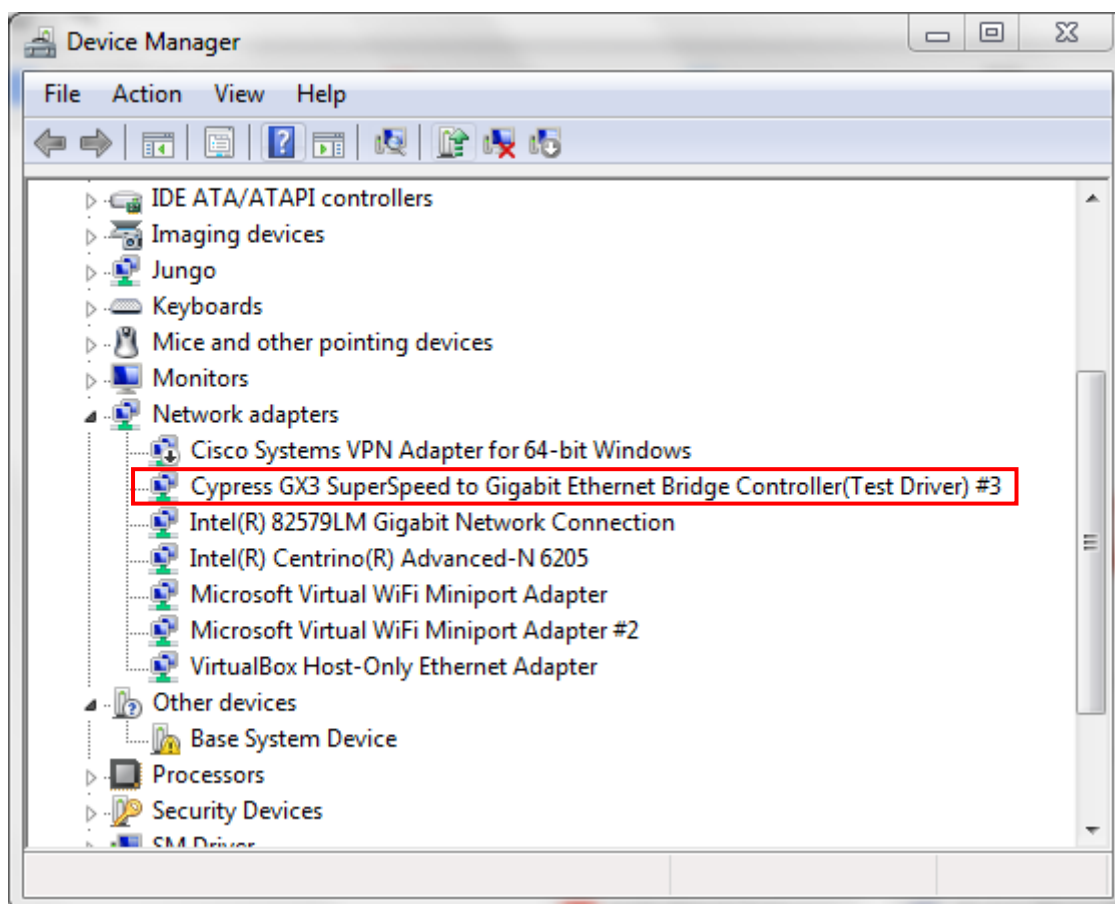 Device Manager
File Action View Help
IDE ATA/ATAPI controllers
Imaging devices
Jungo
Keyboards
Mice and other pointing devices
Monitors
Network adapters
Cisco Systems VPN Adapter for 64-bit Windows
Cypress GX3 SuperSpeed to Gigabit Ethernet Bridge Controller(Test Driver) #3
Intel(R) 82579LM Gigabit Network Connection
Intel(R) Centrino(R) Advanced-N 6205
Microsoft Virtual WiFi Miniport Adapter
Microsoft Virtual WiFi Miniport Adapter #2
VirtualBox Host-Only Ethernet Adapter
Other devices
Base System Device
Processors
Security Devices
SM Driver